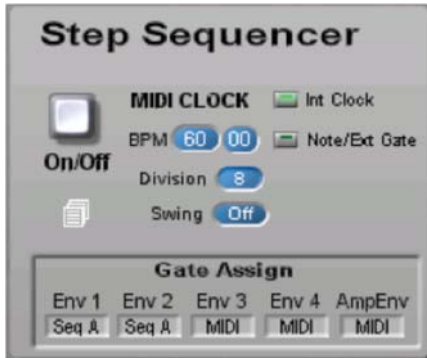 Step Sequencer
MIDI CLOCK
Int Clock
BPM 60 00
Note/Ext Gate
On/Off
Division 8
Swing Off
Gate Assign
Env 1 Env 2 Env 3 Env 4 AmpEnv
Seq A Seq A MIDI MIDI MIDI